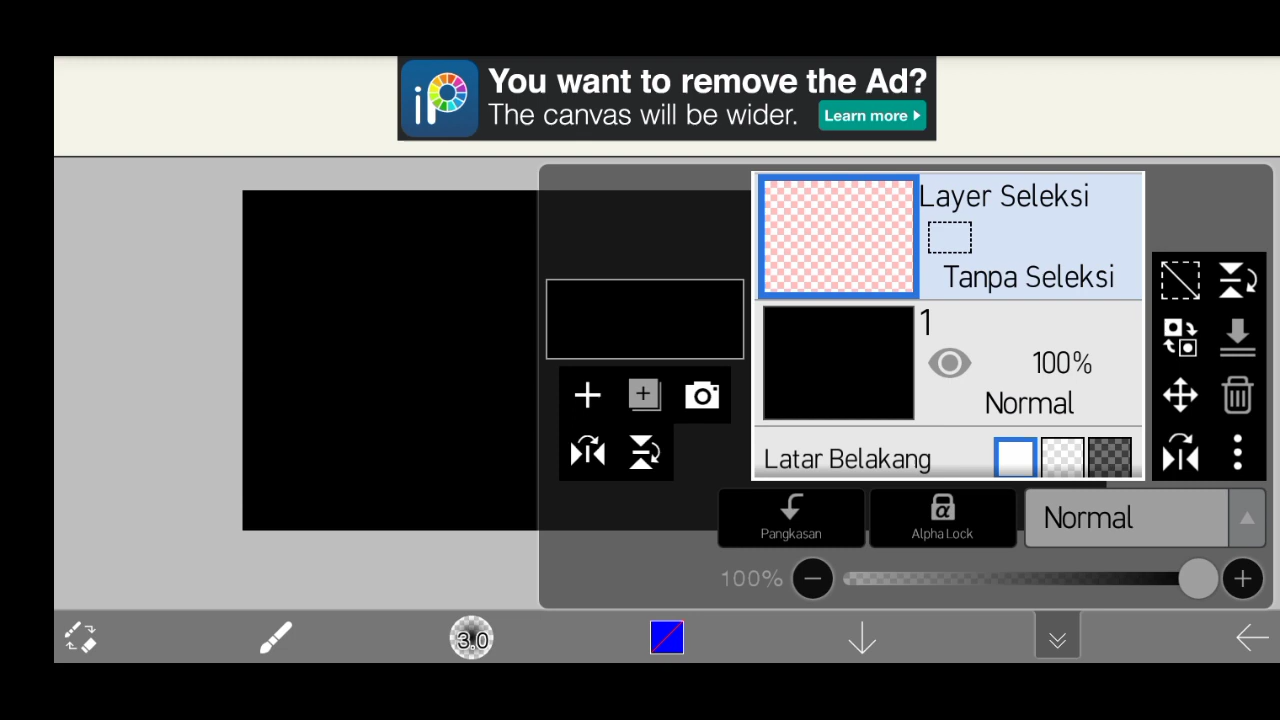 iP
You want to remove the Ad?
The canvas will be wider.
Learn more
Layer Seleksi
Tanpa Seleksi
1
100%
Normal
Latar Belakang
Pangkasan
α
Alpha Lock
Normal
100%
3.0